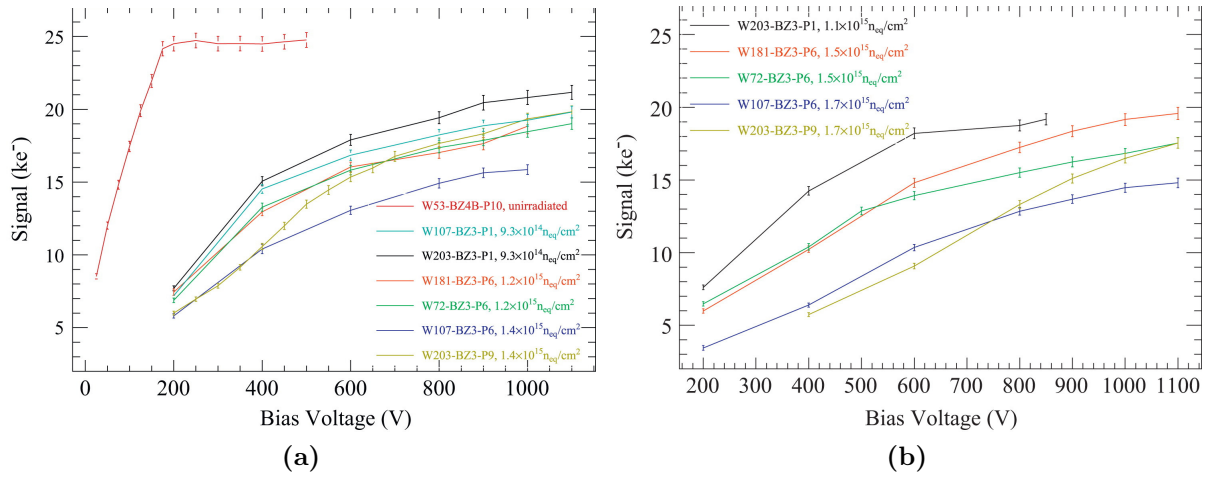 25
20
15
10
5
Signal (ke⁻)
W53-BZ4B-P10, unirradiated
W107-BZ3-P1, 9.3×10¹⁴n_eq/cm²
W203-BZ3-P1, 9.3×10¹⁴n_eq/cm²
W181-BZ3-P6, 1.2×10¹⁵n_eq/cm²
W72-BZ3-P6, 1.2×10¹⁵n_eq/cm²
W107-BZ3-P6, 1.4×10¹⁵n_eq/cm²
W203-BZ3-P9, 1.4×10¹⁵n_eq/cm²
0 200 400 600 800 1000
Bias Voltage (V)
(a)
25
20
15
10
5
Signal (ke⁻)
W203-BZ3-P1, 1.1×10¹⁵n_eq/cm²
W181-BZ3-P6, 1.5×10¹⁵n_eq/cm²
W72-BZ3-P6, 1.5×10¹⁵n_eq/cm²
W107-BZ3-P6, 1.7×10¹⁵n_eq/cm²
W203-BZ3-P9, 1.7×10¹⁵n_eq/cm²
200 300 400 500 600 700 800 900 1000 1100
Bias Voltage (V)
(b)